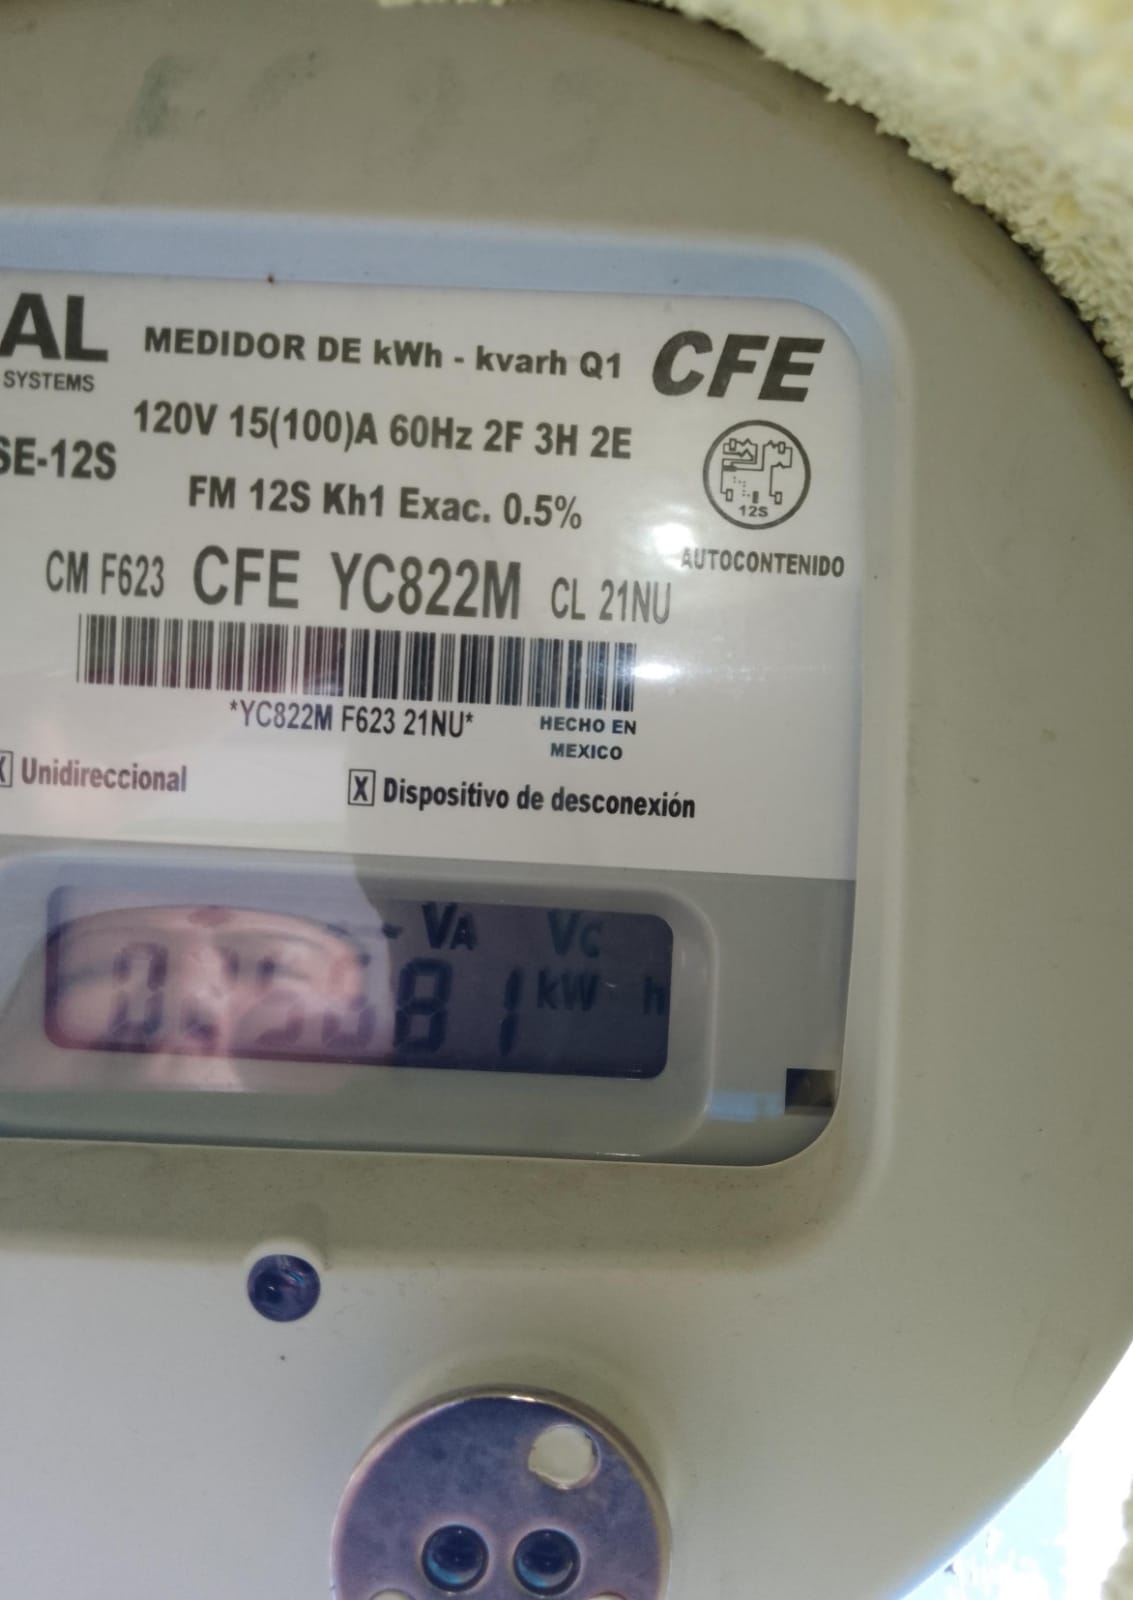 AL
SYSTEMS
MEDIDOR DE kWh - kvarh Q1
CFE
120V 15(100)A 60Hz 2F 3H 2E
SE-12S
FM 12S Kh1 Exac. 0.5%
12S
AUTOCONTENIDO
CM F623 CFE YC822M CL 21NU
*YC822M F623 21NU*
HECHO EN
MEXICO
X Unidireccional
X Dispositivo de desconexión
VA VC
81 kW h